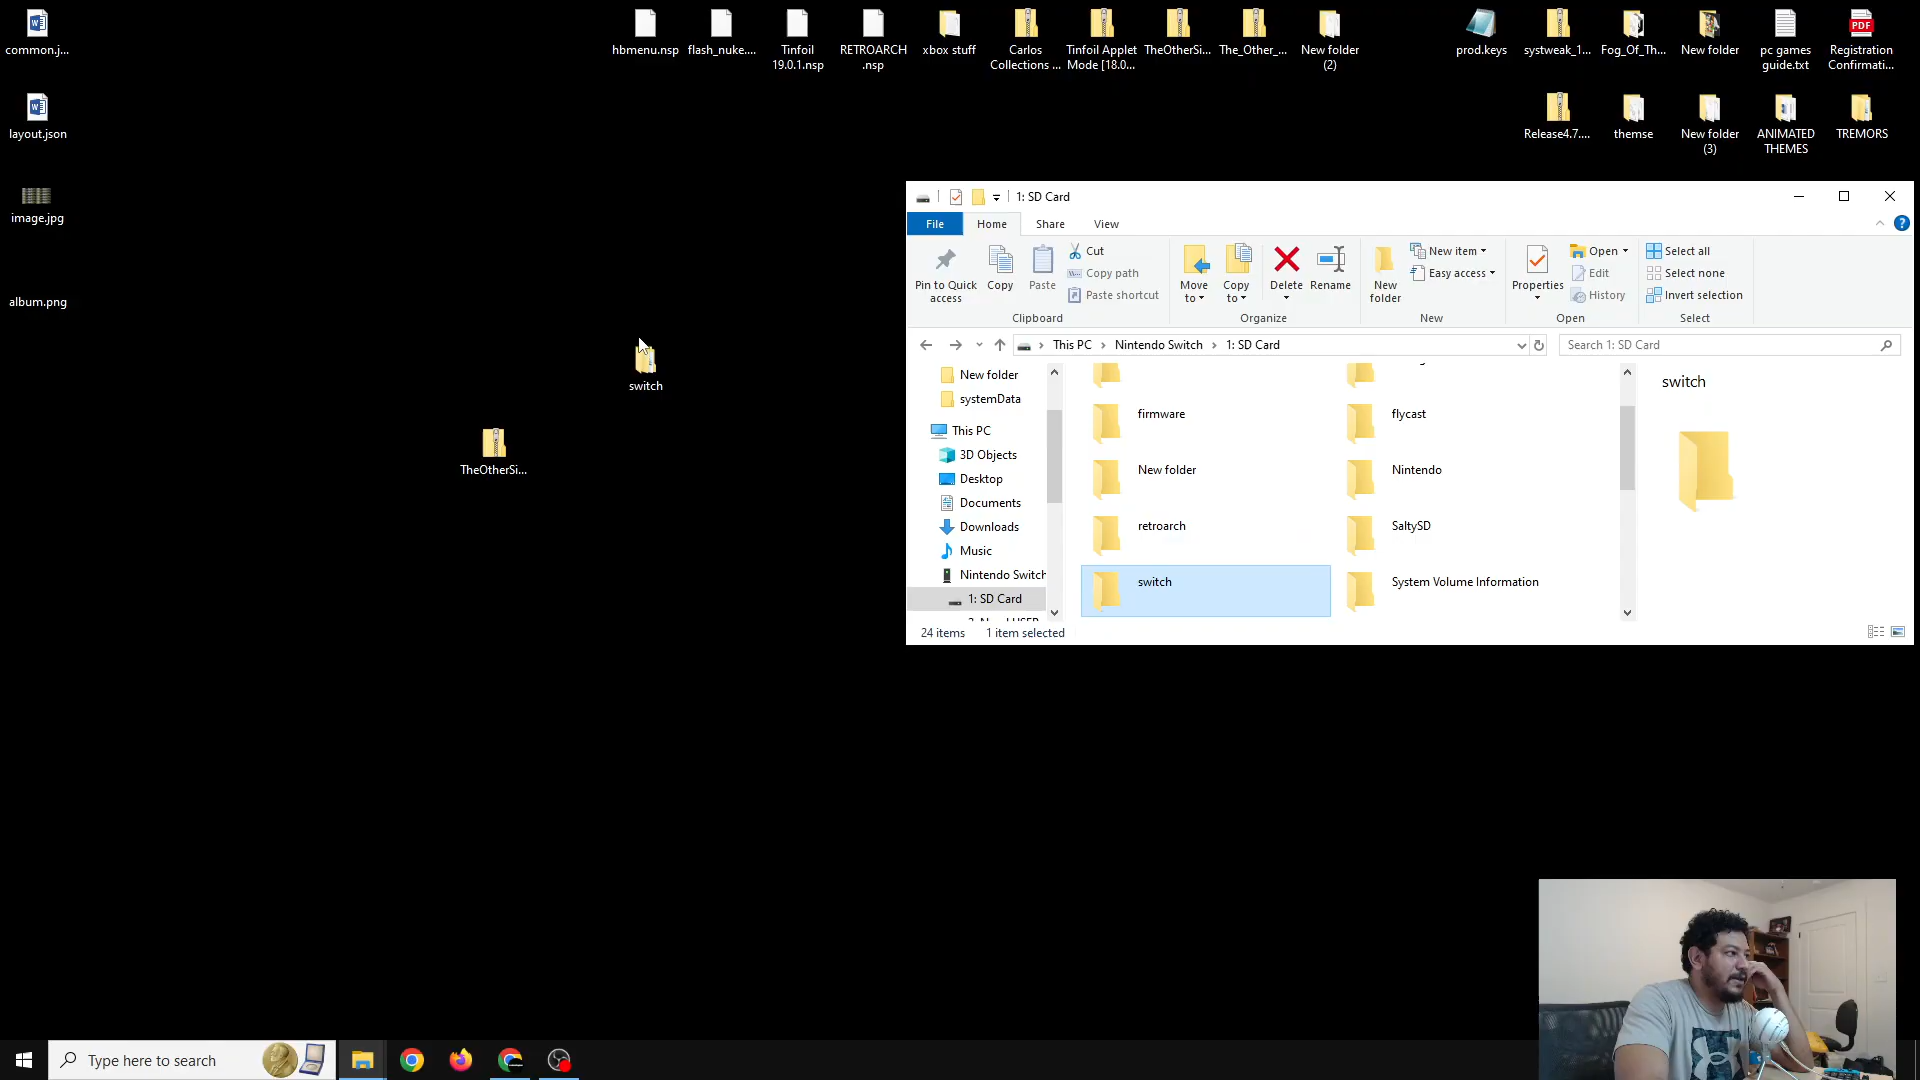 common.j...
hbmenu.nsp
flash_nuke....
Tinfoil
19.0.1.nsp
RETROARCH
.nsp
xbox stuff
Carlos
Collections ...
Tinfoil Applet
Mode [18.0...
TheOtherSi...
The_Other_...
New folder
(2)
prod.keys
systweak_1...
Fog_Of_Th...
New folder
pc games
guide.txt
PDF
Registration
Confirmati...
layout.json
Release4.7....
themse
New folder
(3)
ANIMATED
THEMES
TREMORS
image.jpg
album.png
switch
TheOtherSi...
1: SD Card
File
Home
Share
View
Pin to Quick
access
Copy
Paste
Cut
Copy path
Paste shortcut
Clipboard
Move
to
Copy
to
Delete
Rename
Organize
New
folder
New item
Easy access
New
Properties
Open
Edit
History
Open
Select all
Select none
Invert selection
Select
This PC
Nintendo Switch
1: SD Card
Search 1: SD Card
New folder
systemData
This PC
3D Objects
Desktop
Documents
Downloads
Music
Nintendo Switch
1: SD Card
firmware
flycast
New folder
Nintendo
retroarch
SaltySD
switch
System Volume Information
switch
24 items
1 item selected
Type here to search